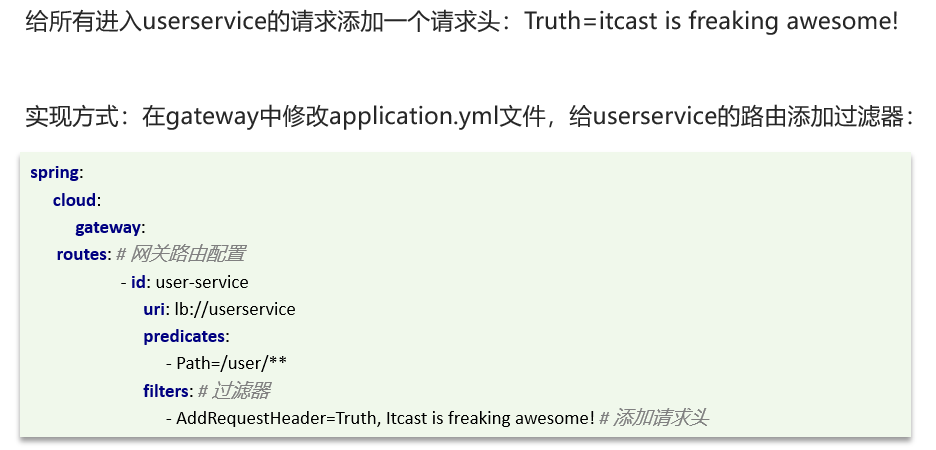 给所有进入userservice的请求添加一个请求头：Truth=itcast is freaking awesome!
实现方式：在gateway中修改application.yml文件，给userservice的路由添加过滤器：
spring:
cloud:
gateway:
routes: # 网关路由配置
- id: user-service
uri: lb://userservice
predicates:
- Path=/user/**
filters: # 过滤器
- AddRequestHeader=Truth, Itcast is freaking awesome! # 添加请求头